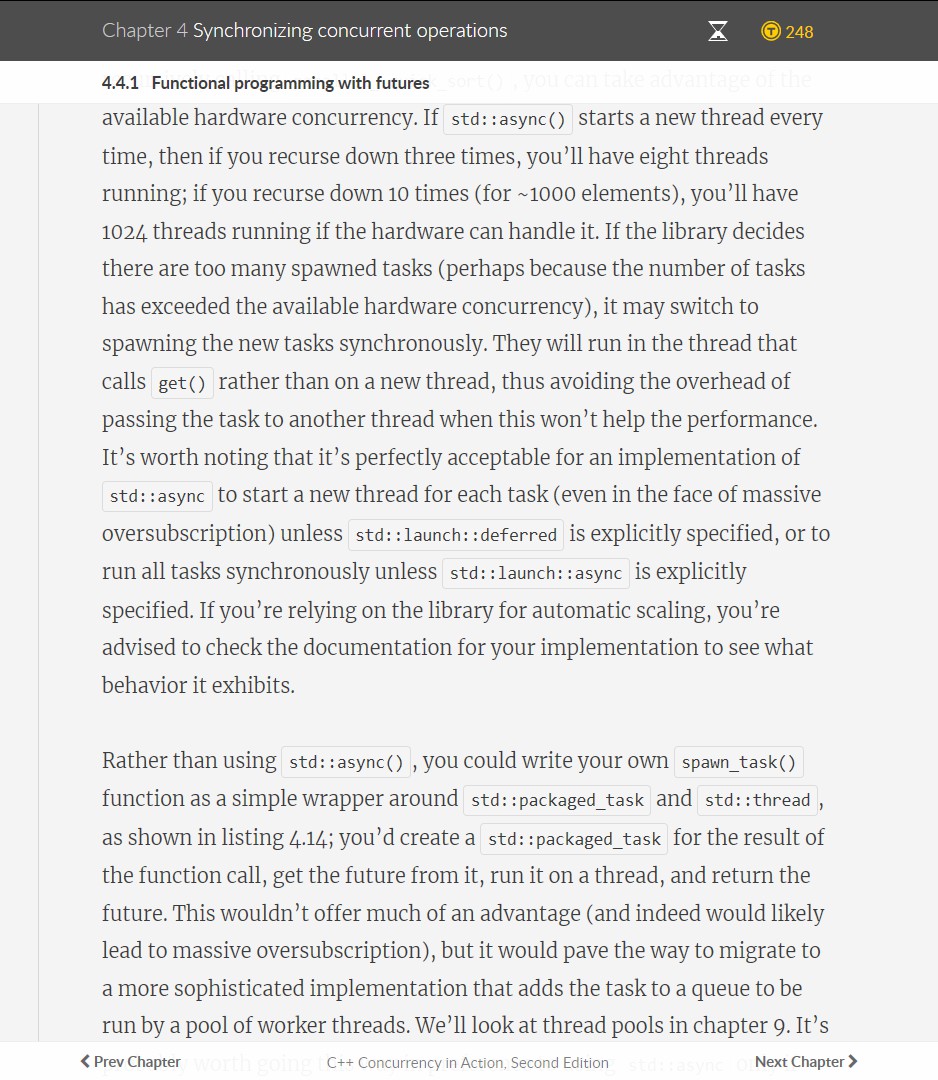 Chapter 4 Synchronizing concurrent operations
248
4.4.1 Functional programming with futures
_sort(), you can take advantage of the
available hardware concurrency. If std::async() starts a new thread every
time, then if you recurse down three times, you’ll have eight threads
running; if you recurse down 10 times (for ~1000 elements), you’ll have
1024 threads running if the hardware can handle it. If the library decides
there are too many spawned tasks (perhaps because the number of tasks
has exceeded the available hardware concurrency), it may switch to
spawning the new tasks synchronously. They will run in the thread that
calls get() rather than on a new thread, thus avoiding the overhead of
passing the task to another thread when this won’t help the performance.
It’s worth noting that it’s perfectly acceptable for an implementation of
std::async to start a new thread for each task (even in the face of massive
oversubscription) unless std::launch::deferred is explicitly specified, or to
run all tasks synchronously unless std::launch::async is explicitly
specified. If you’re relying on the library for automatic scaling, you’re
advised to check the documentation for your implementation to see what
behavior it exhibits.
Rather than using std::async(), you could write your own spawn_task()
function as a simple wrapper around std::packaged_task and std::thread,
as shown in listing 4.14; you’d create a std::packaged_task for the result of
the function call, get the future from it, run it on a thread, and return the
future. This wouldn’t offer much of an advantage (and indeed would likely
lead to massive oversubscription), but it would pave the way to migrate to
a more sophisticated implementation that adds the task to a queue to be
run by a pool of worker threads. We’ll look at thread pools in chapter 9. It’s
worth going std::async
Prev Chapter C++ Concurrency in Action, Second Edition Next Chapter